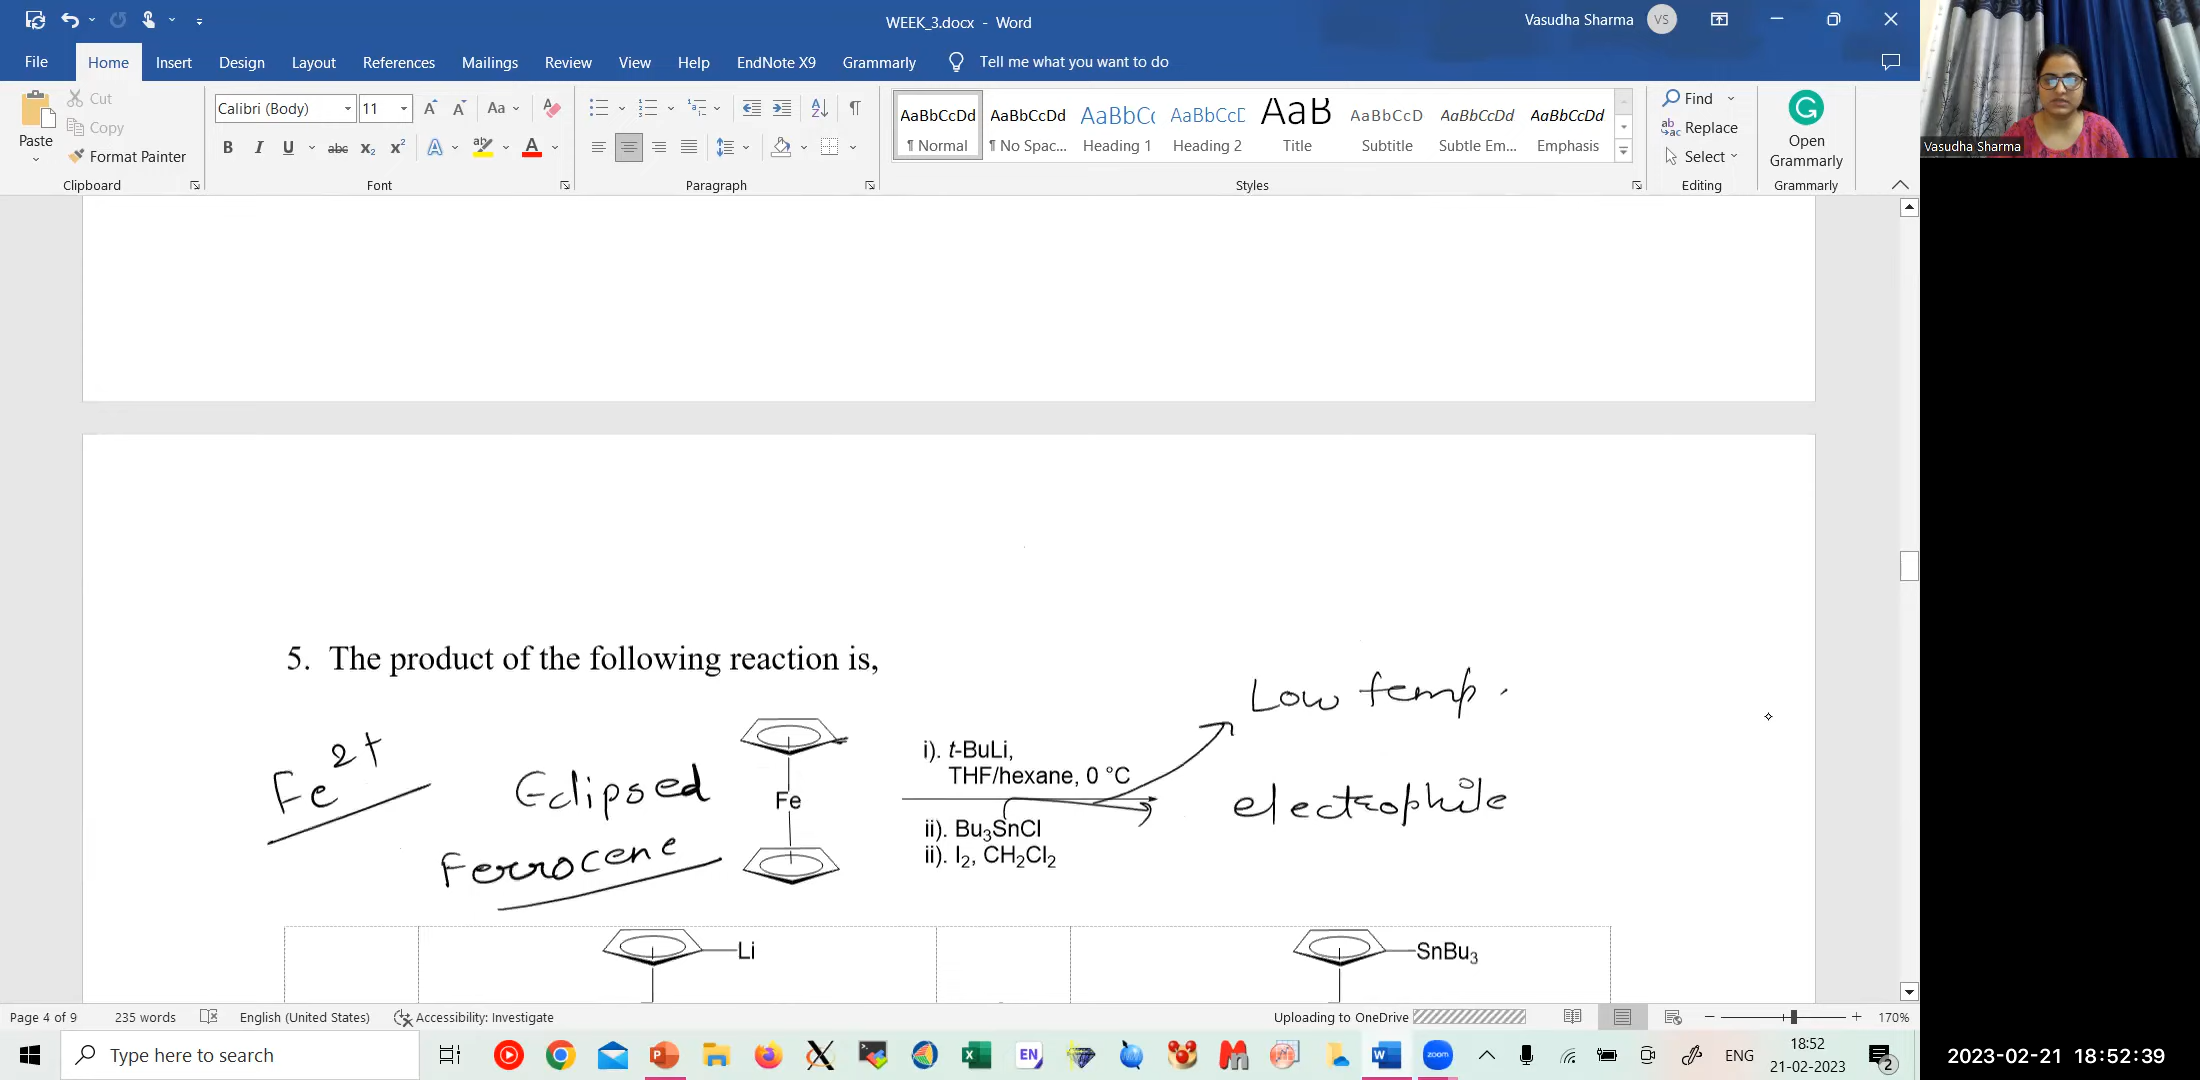 WEEK_3.docx - Word
Vasudha Sharma
VS
File
Home
Insert
Design
Layout
References
Mailings
Review
View
Help
EndNote X9
Grammarly
Tell me what you want to do
Paste
Cut
Copy
Format Painter
Clipboard
Calibri (Body)
11
Font
Paragraph
AaBbCcDd
¶ Normal
AaBbCcDd
¶ No Spac...
AaBbC
Heading 1
AaBbCc
Heading 2
AaB
Title
AaBbCcD
Subtitle
AaBbCcDd
Subtle Em...
AaBbCcDd
Emphasis
Styles
Find
Replace
Select
Editing
Open
Grammarly
Grammarly
Vasudha Sharma
5. The product of the following reaction is,
Low temp.
Fe2+
Eclipsed
Ferrocene
Fe
i). t-BuLi,
THF/hexane, 0 °C
ii). Bu3SnCl
ii). I2, CH2Cl2
electrophile
Li
SnBu3
Page 4 of 9
235 words
English (United States)
Accessibility: Investigate
Uploading to OneDrive
170%
Type here to search
EN
zoom
ENG
18:52
21-02-2023
2
2023-02-21 18:52:39